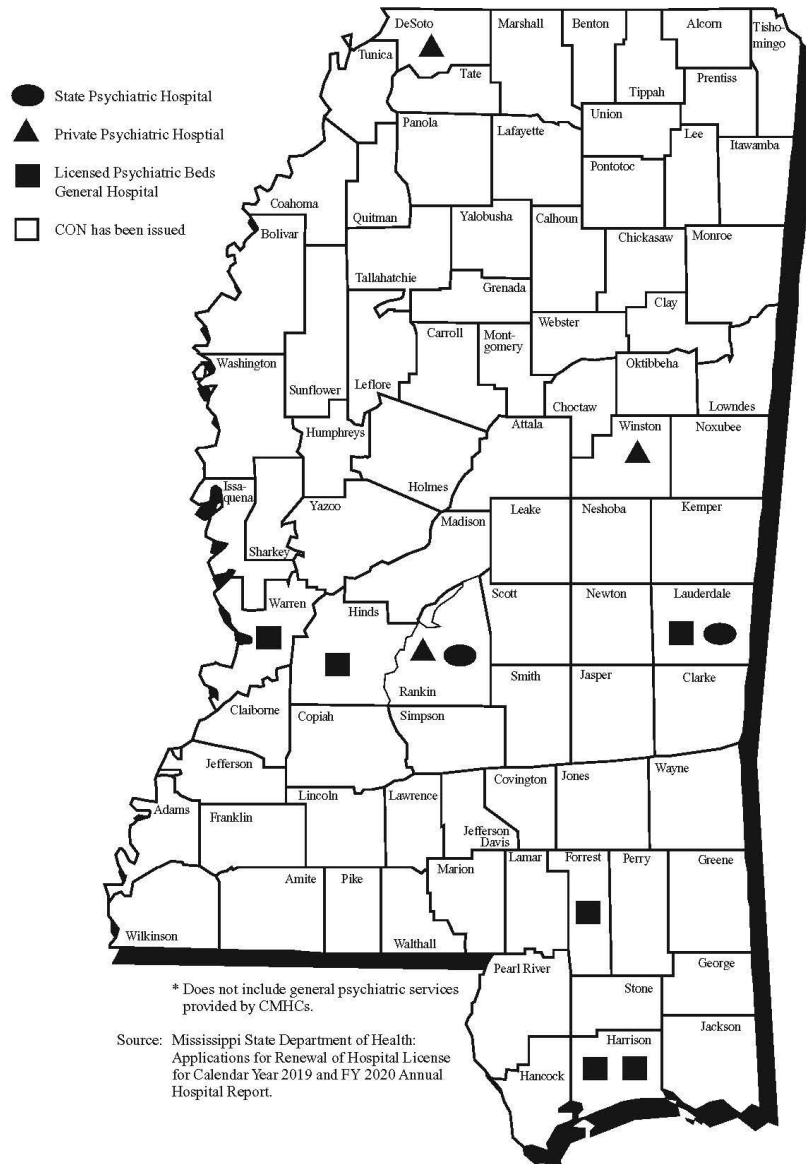 DeSoto
Marshall
Benton
Alcorn
Tisho-
mingo
Tunica
Tate
Tippah
Prentiss
State Psychiatric Hospital
Private Psychiatric Hosptial
Licensed Psychiatric Beds
General Hospital
CON has been issued
Panola
Lafayette
Union
Lee
Itawamba
Pontotoc
Coahoma
Quitman
Yalobusha
Calhoun
Chickasaw
Monroe
Bolivar
Tallahatchie
Grenada
Clay
Carroll
Mont-
gomery
Webster
Washington
Sunflower
Leflore
Oktibbeha
Choctaw
Lowndes
Humphreys
Attala
Winston
Noxubee
Issa-
quena
Holmes
Yazoo
Madison
Leake
Neshoba
Kemper
Sharkey
Warren
Hinds
Scott
Newton
Lauderdale
Rankin
Smith
Jasper
Clarke
Claiborne
Copiah
Simpson
Jefferson
Covington
Jones
Wayne
Adams
Franklin
Lincoln
Lawrence
Jefferson
Davis
Marion
Lamar
Forrest
Perry
Greene
Amite
Pike
Wilkinson
Walthall
Pearl River
George
Stone
* Does not include general psychiatric services
provided by CMHCs.
Source: Mississippi State Department of Health:
Applications for Renewal of Hospital License
for Calendar Year 2019 and FY 2020 Annual
Hospital Report.
Harrison
Jackson
Hancock